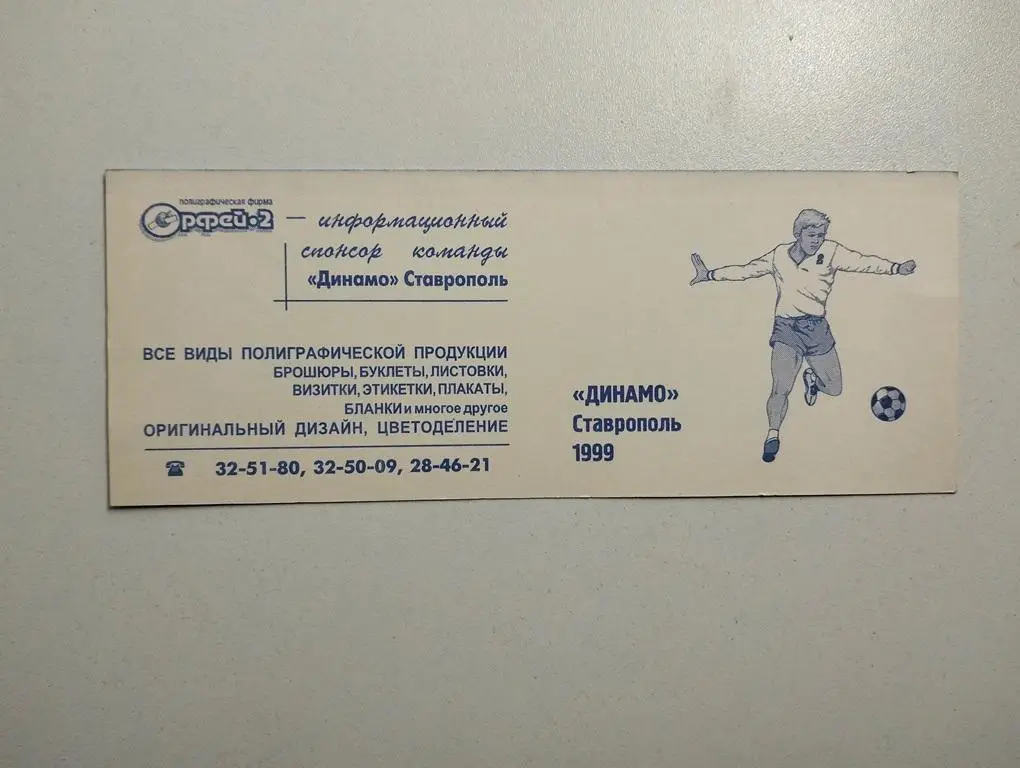 полиграфическая фирма
Орфей•2 — информационный
спонсор команды
«Динамо» Ставрополь
ВСЕ ВИДЫ ПОЛИГРАФИЧЕСКОЙ ПРОДУКЦИИ
БРОШЮРЫ, БУКЛЕТЫ, ЛИСТОВКИ,
ВИЗИТКИ, ЭТИКЕТКИ, ПЛАКАТЫ,
БЛАНКИ и многое другое
ОРИГИНАЛЬНЫЙ ДИЗАЙН, ЦВЕТОДЕЛЕНИЕ
☎ 32-51-80, 32-50-09, 28-46-21
«ДИНАМО»
Ставрополь
1999